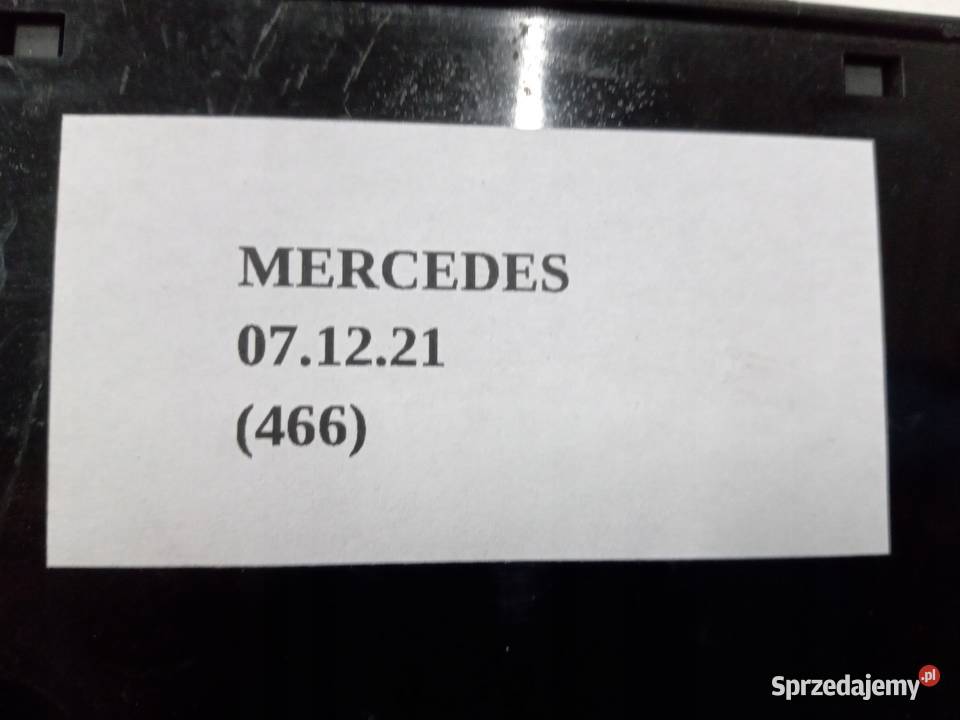 MERCEDES
07.12.21
(466)
Sprzedajemy.pl